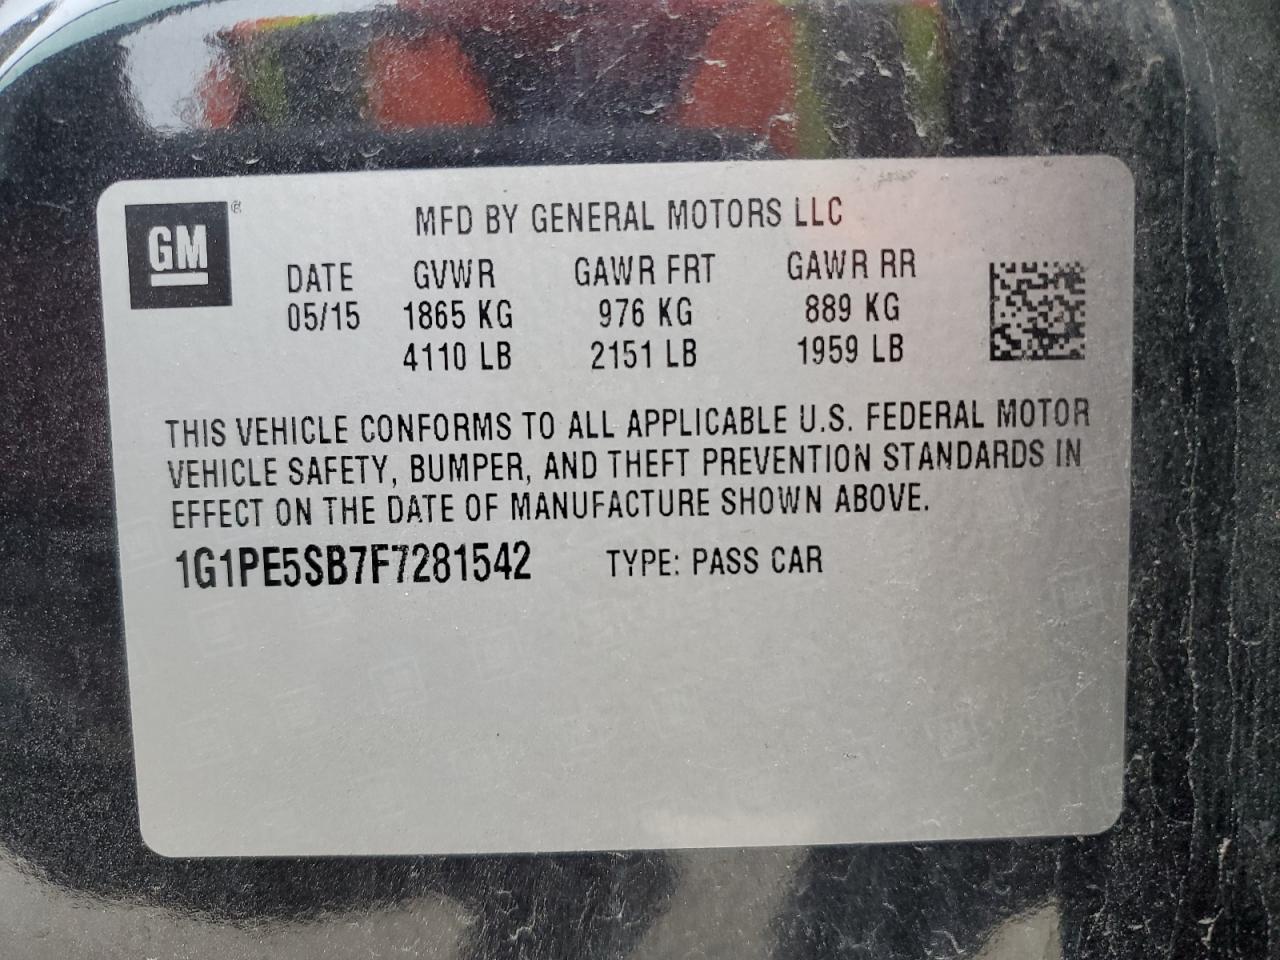 GM ®
MFD BY GENERAL MOTORS LLC
DATE GVWR GAWR FRT GAWR RR
05/15 1865 KG 976 KG 889 KG
4110 LB 2151 LB 1959 LB
THIS VEHICLE CONFORMS TO ALL APPLICABLE U.S. FEDERAL MOTOR
VEHICLE SAFETY, BUMPER, AND THEFT PREVENTION STANDARDS IN
EFFECT ON THE DATE OF MANUFACTURE SHOWN ABOVE.
1G1PE5SB7F7281542 TYPE: PASS CAR